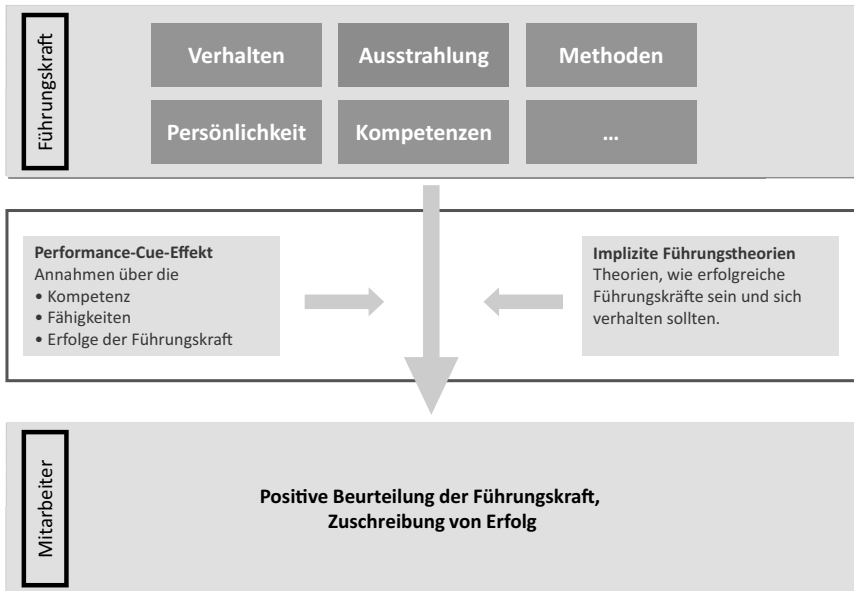 Führungskraft
Verhalten
Ausstrahlung
Methoden
Persönlichkeit
Kompetenzen
...
Performance-Cue-Effekt
Annahmen über die
• Kompetenz
• Fähigkeiten
• Erfolge der Führungskraft
Implizite Führungstheorien
Theorien, wie erfolgreiche
Führungskräfte sein und sich
verhalten sollten.
Mitarbeiter
Positive Beurteilung der Führungskraft,
Zuschreibung von Erfolg